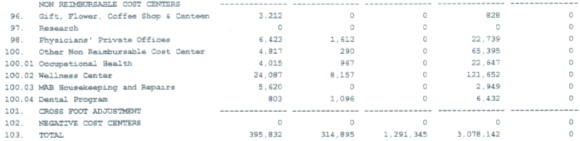 NON REIMBURSABLE COST CENTERS
96. Gift, Flower, Coffee Shop & Canteen 3,212 0 0 828 0
97. Research 0 0 0 0 0
98. Physicians' Private Offices 6,423 1,612 0 22,739 0
100. Other Non Reimbursable Cost Center 4,817 290 0 65,395 0
100.01 Occupational Health 4,015 967 0 22,647 0
100.02 Wellness Center 24,087 8,157 0 121,652 0
100.03 MAB Housekeeping and Repairs 5,620 0 0 2,949 0
100.04 Dental Program 803 1,096 0 6,432 0
101. CROSS FOOT ADJUSTMENT
102. NEGATIVE COST CENTERS 0 0 0 0 0
103. TOTAL 395,832 314,895 1,291,345 3,078,142 0